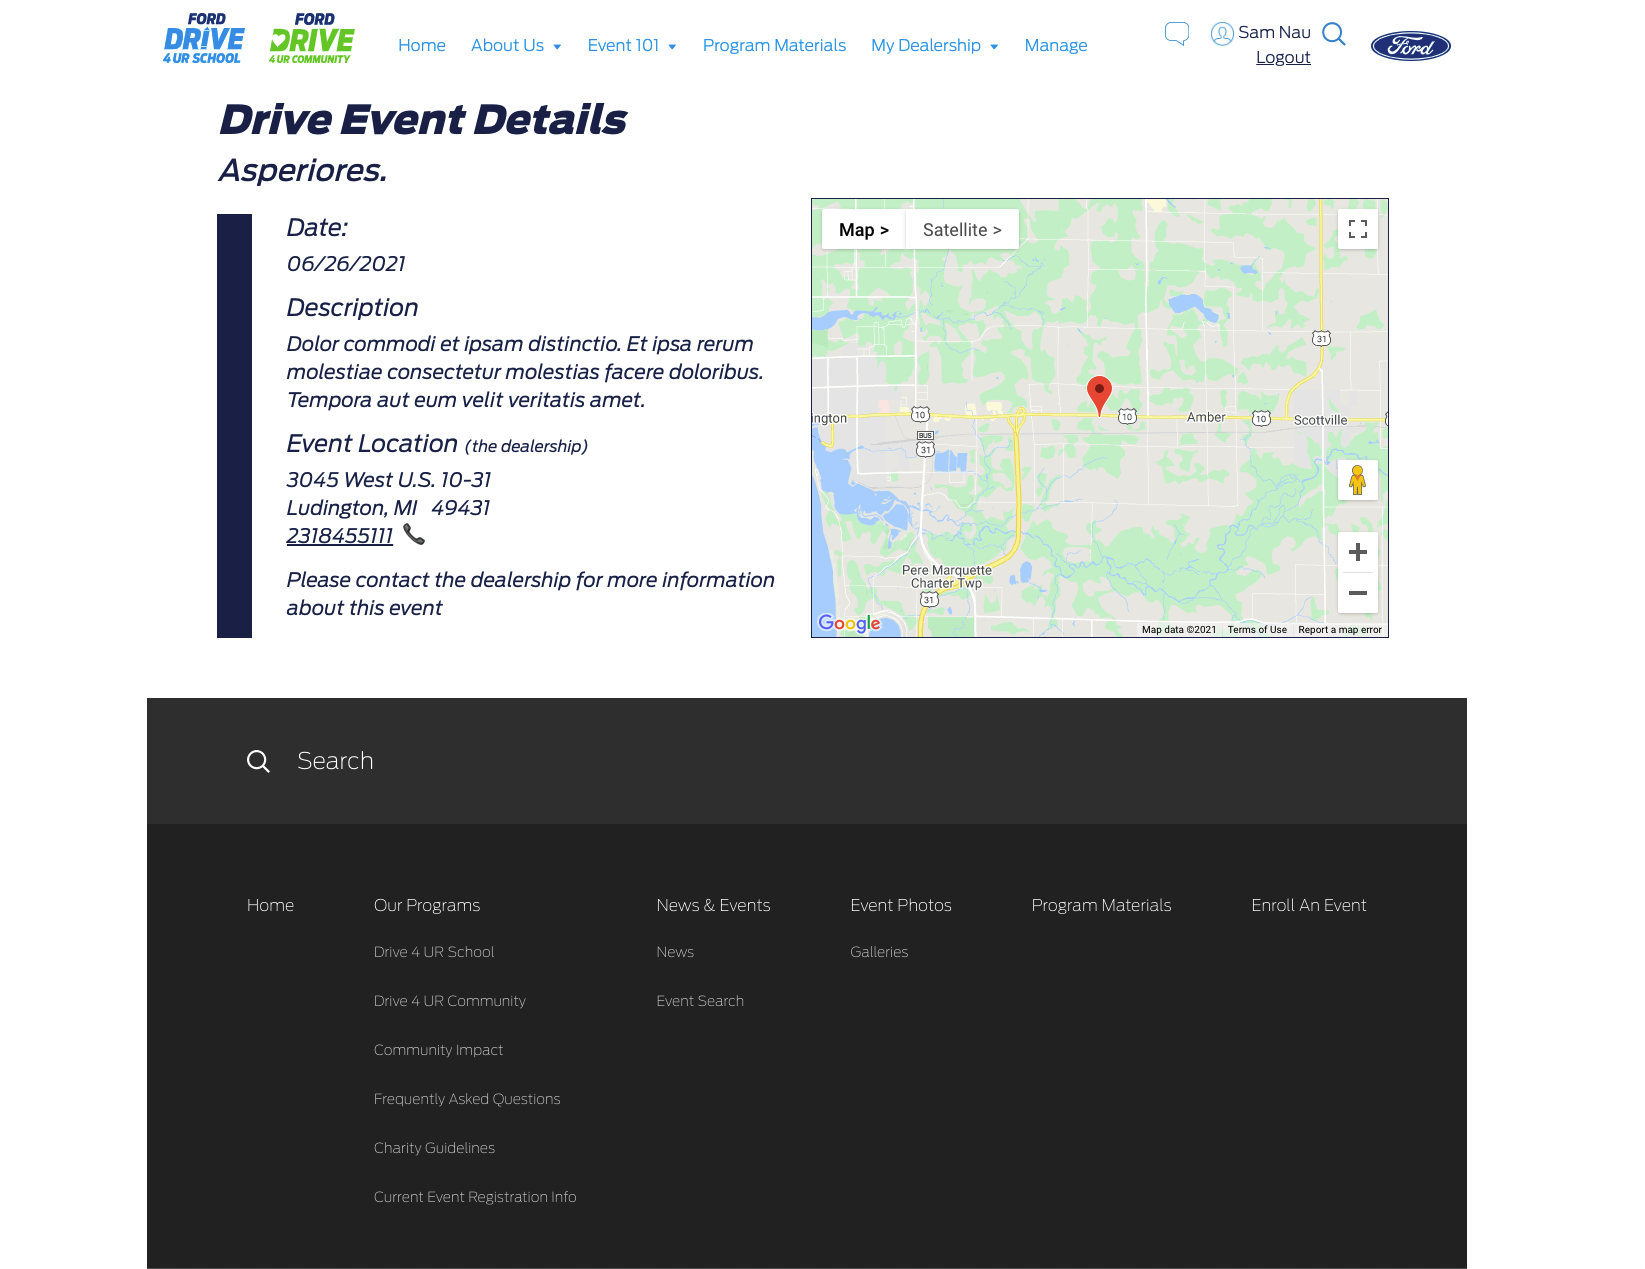 FORD
DRIVE
4 UR SCHOOL
FORD
DRIVE
4 UR COMMUNITY
Home
About Us
Event 101
Program Materials
My Dealership
Manage
Sam Nau
Logout
Ford
Drive Event Details
Asperiores.
Date:
06/26/2021
Description
Dolor commodi et ipsam distinctio. Et ipsa rerum
molestiae consectetur molestias facere doloribus.
Tempora aut eum velit veritatis amet.
Event Location (the dealership)
3045 West U.S. 10-31
Ludington, MI 49431
2318455111
Please contact the dealership for more information
about this event
Map >
Satellite >
31
ington
10
10
Amber
10
Scottville
BUS
31
Pere Marquette
Charter Twp
31
Google
Map data ©2021
Terms of Use
Report a map error
Search
Home
Our Programs
News & Events
Event Photos
Program Materials
Enroll An Event
Drive 4 UR School
News
Galleries
Drive 4 UR Community
Event Search
Community Impact
Frequently Asked Questions
Charity Guidelines
Current Event Registration Info